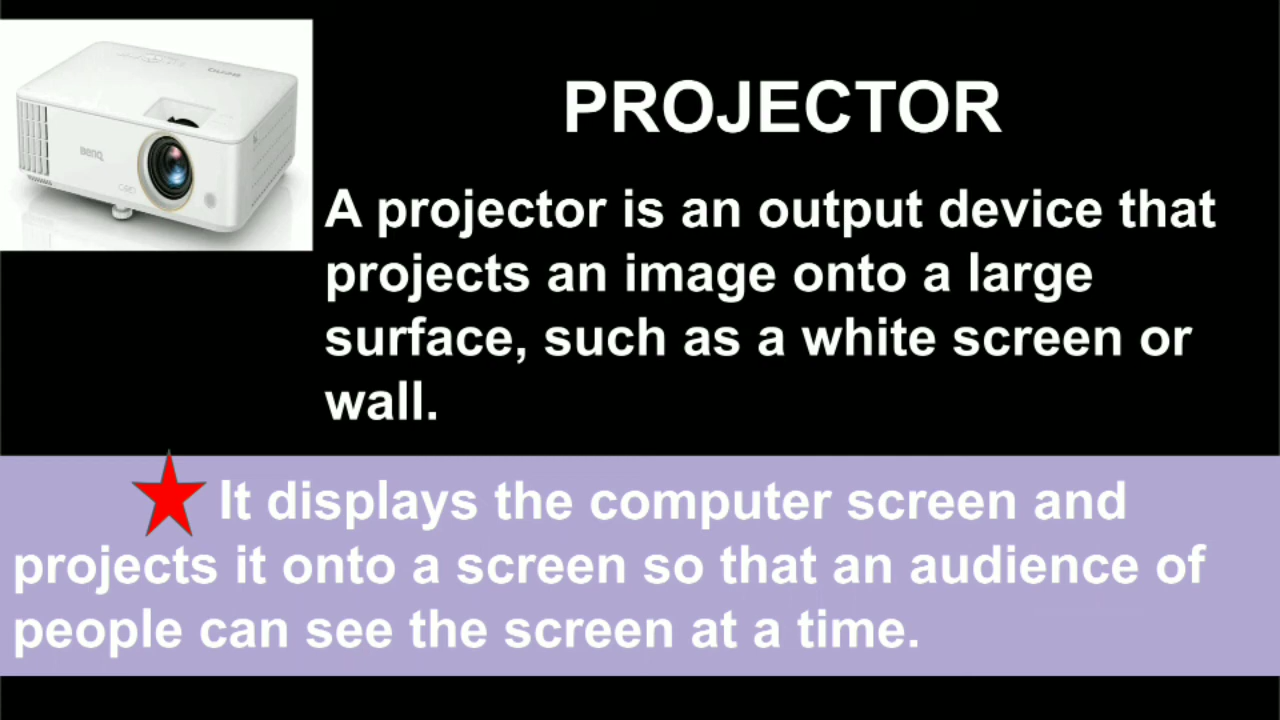 PROJECTOR
BenQ
A projector is an output device that
projects an image onto a large
surface, such as a white screen or
wall.
It displays the computer screen and
projects it onto a screen so that an audience of
people can see the screen at a time.